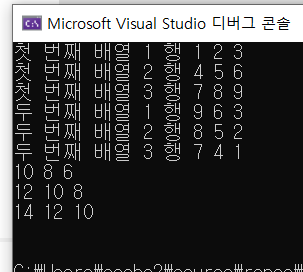 Microsoft Visual Studio 디버그 콘솔
첫 번째 배열 1 행 1 2 3
첫 번째 배열 2 행 4 5 6
첫 번째 배열 3 행 7 8 9
두 번째 배열 1 행 9 6 3
두 번째 배열 2 행 8 5 2
두 번째 배열 3 행 7 4 1
10 8 6
12 10 8
14 12 10